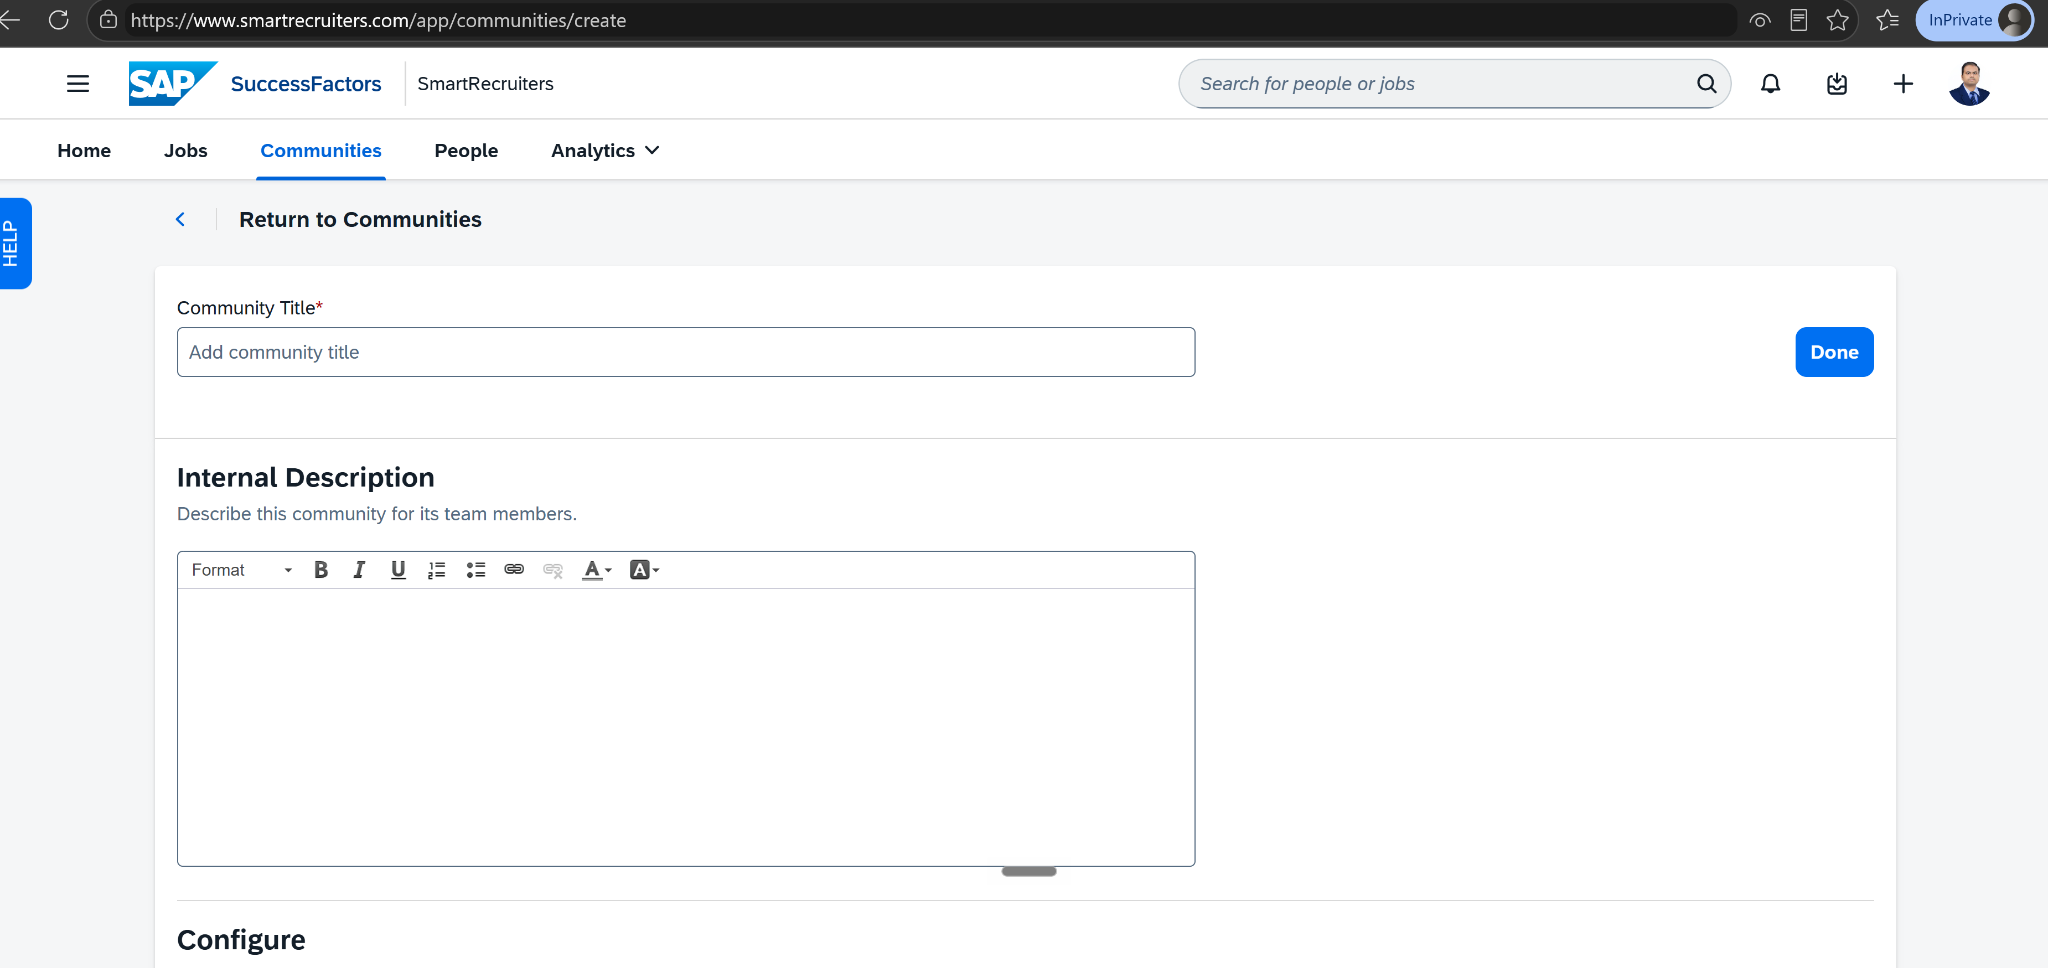 https://www.smartrecruiters.com/app/communities/create
InPrivate
SAP SuccessFactors SmartRecruiters
Search for people or jobs
Home Jobs Communities People Analytics
HELP
Return to Communities
Community Title*
Add community title
Done
Internal Description
Describe this community for its team members.
Format B I U A A
Configure